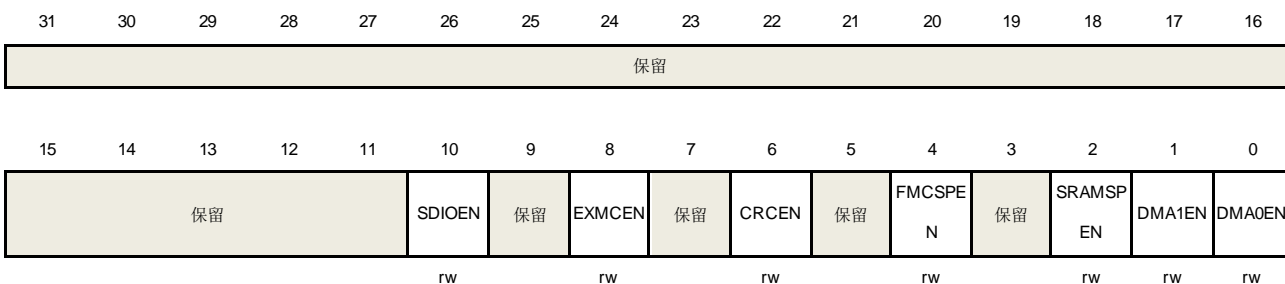 31 30 29 28 27 26 25 24 23 22 21 20 19 18 17 16
保留
15 14 13 12 11 10 9 8 7 6 5 4 3 2 1 0
保留 SDIOEN 保留 EXMCEN 保留 CRCEN 保留 FMCSPE N 保留 SRAMSP EN DMA1EN DMA0EN
rw rw rw rw rw rw rw